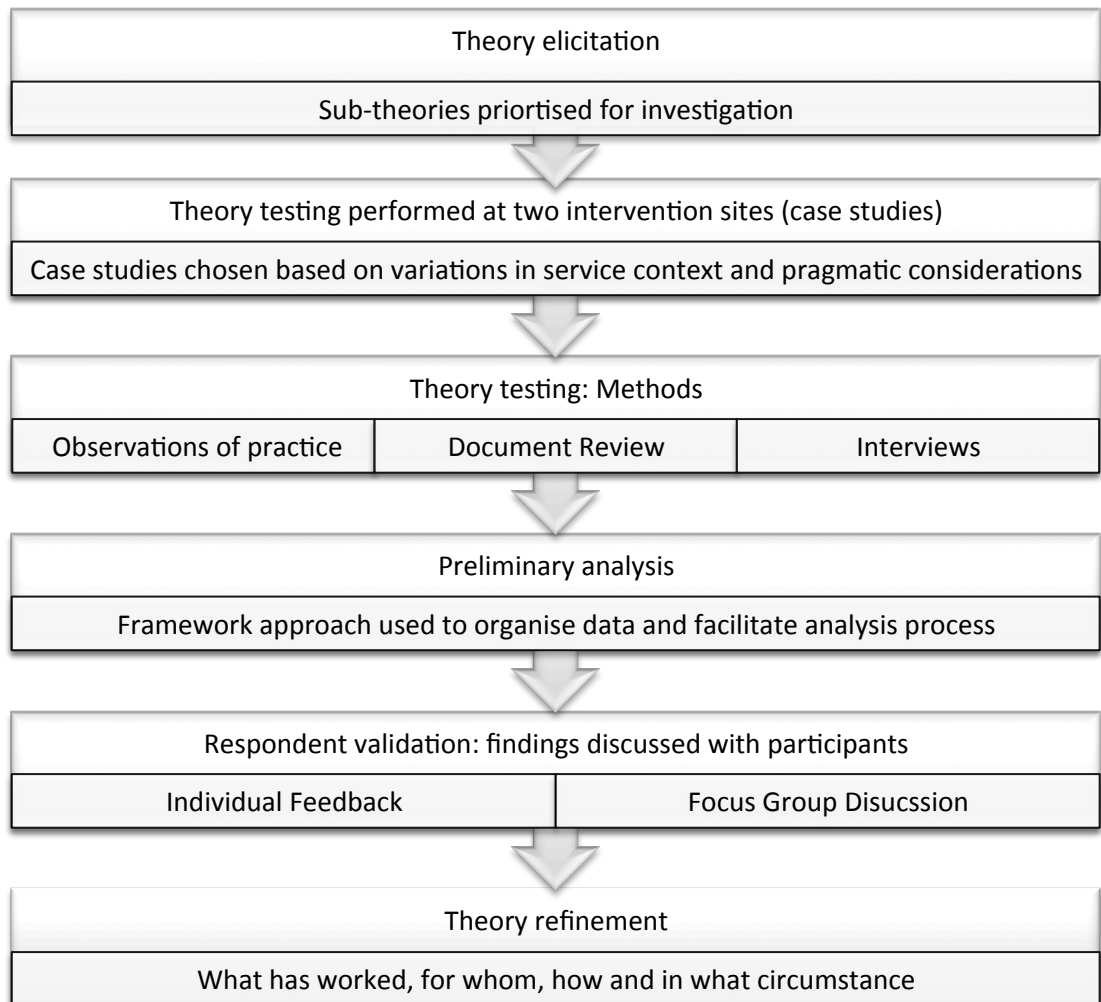 Theory elicitation
Sub-theories priortised for investigation
Theory testing performed at two intervention sites (case studies)
Case studies chosen based on variations in service context and pragmatic considerations
Theory testing: Methods
Observations of practice
Document Review
Interviews
Preliminary analysis
Framework approach used to organise data and facilitate analysis process
Respondent validation: findings discussed with participants
Individual Feedback
Focus Group Disucssion
Theory refinement
What has worked, for whom, how and in what circumstance